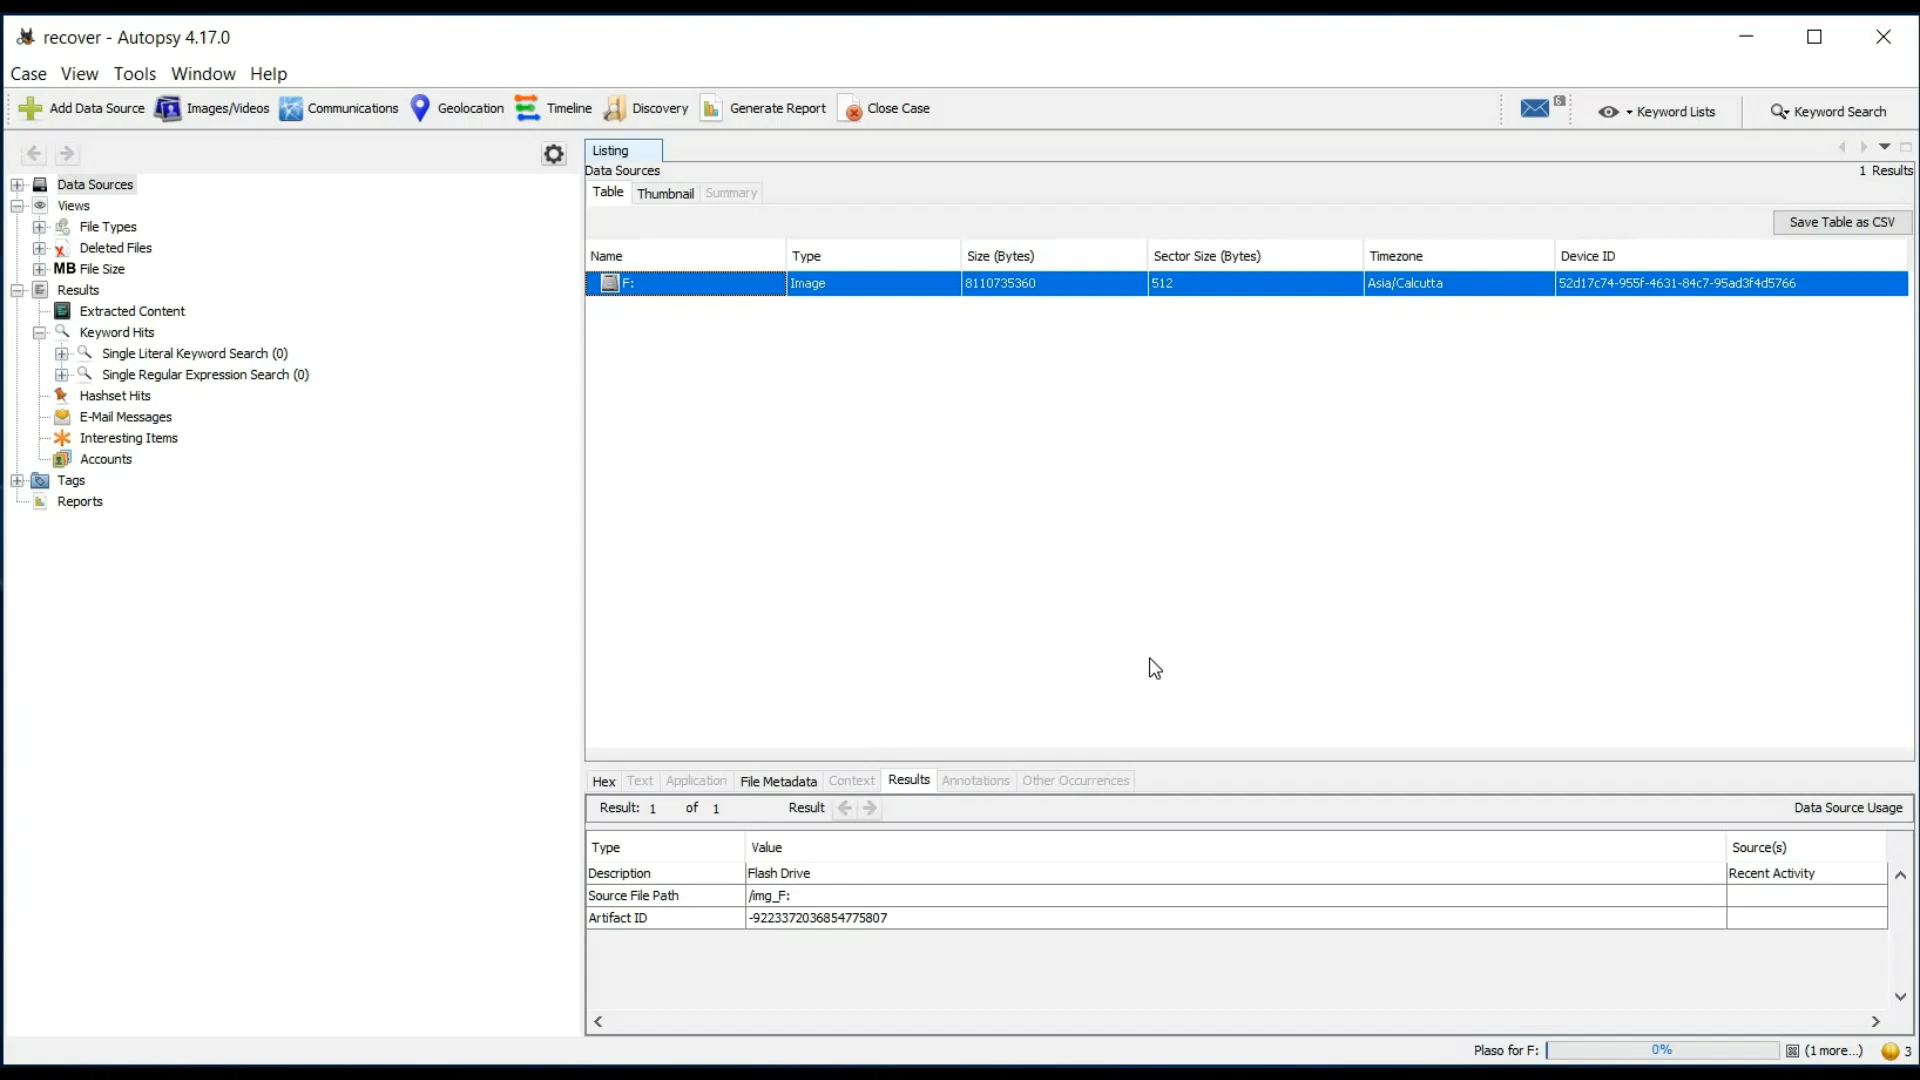 recover - Autopsy 4.17.0
Case View Tools Window Help
Add Data Source Images/Videos Communications Geolocation Timeline Discovery Generate Report Close Case 6 Keyword Lists Keyword Search
Listing
Data Sources 1 Results
Table Thumbnail Summary
Save Table as CSV
Name Type Size (Bytes) Sector Size (Bytes) Timezone Device ID
F: Image 8110735360 512 Asia/Calcutta 52d17c74-955f-4631-84c7-95ad3f4d5766
Data Sources
Views
File Types
Deleted Files
MB File Size
Results
Extracted Content
Keyword Hits
Single Literal Keyword Search (0)
Single Regular Expression Search (0)
Hashset Hits
E-Mail Messages
Interesting Items
Accounts
Tags
Reports
Hex Text Application File Metadata Context Results Annotations Other Occurrences
Result: 1 of 1 Result Data Source Usage
Type Value Source(s)
Description Flash Drive Recent Activity
Source File Path /img_F:
Artifact ID -9223372036854775807
Plaso for F: 0% (1 more...) 3